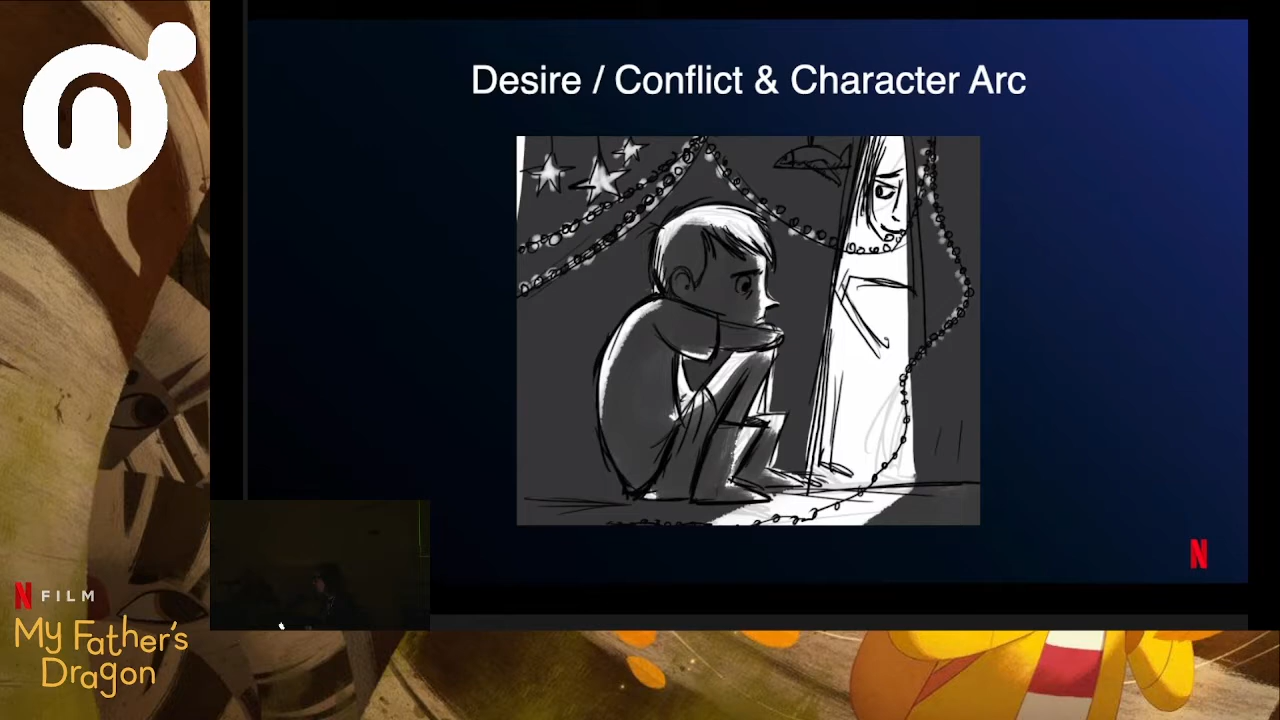 n
Desire / Conflict & Character Arc
N
N FILM
My Father's
Dragon